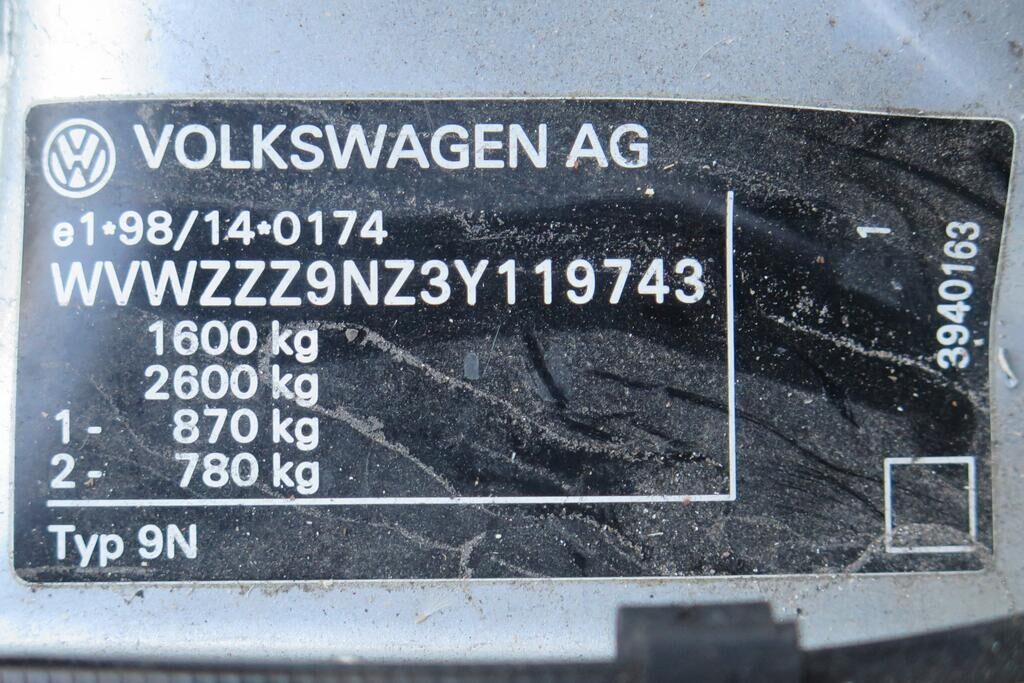 VOLKSWAGEN AG
e1*98/14*0174
WVWZZZ9NZ3Y119743
1600 kg
2600 kg
1- 870 kg
2- 780 kg
Typ 9N
1
3940163